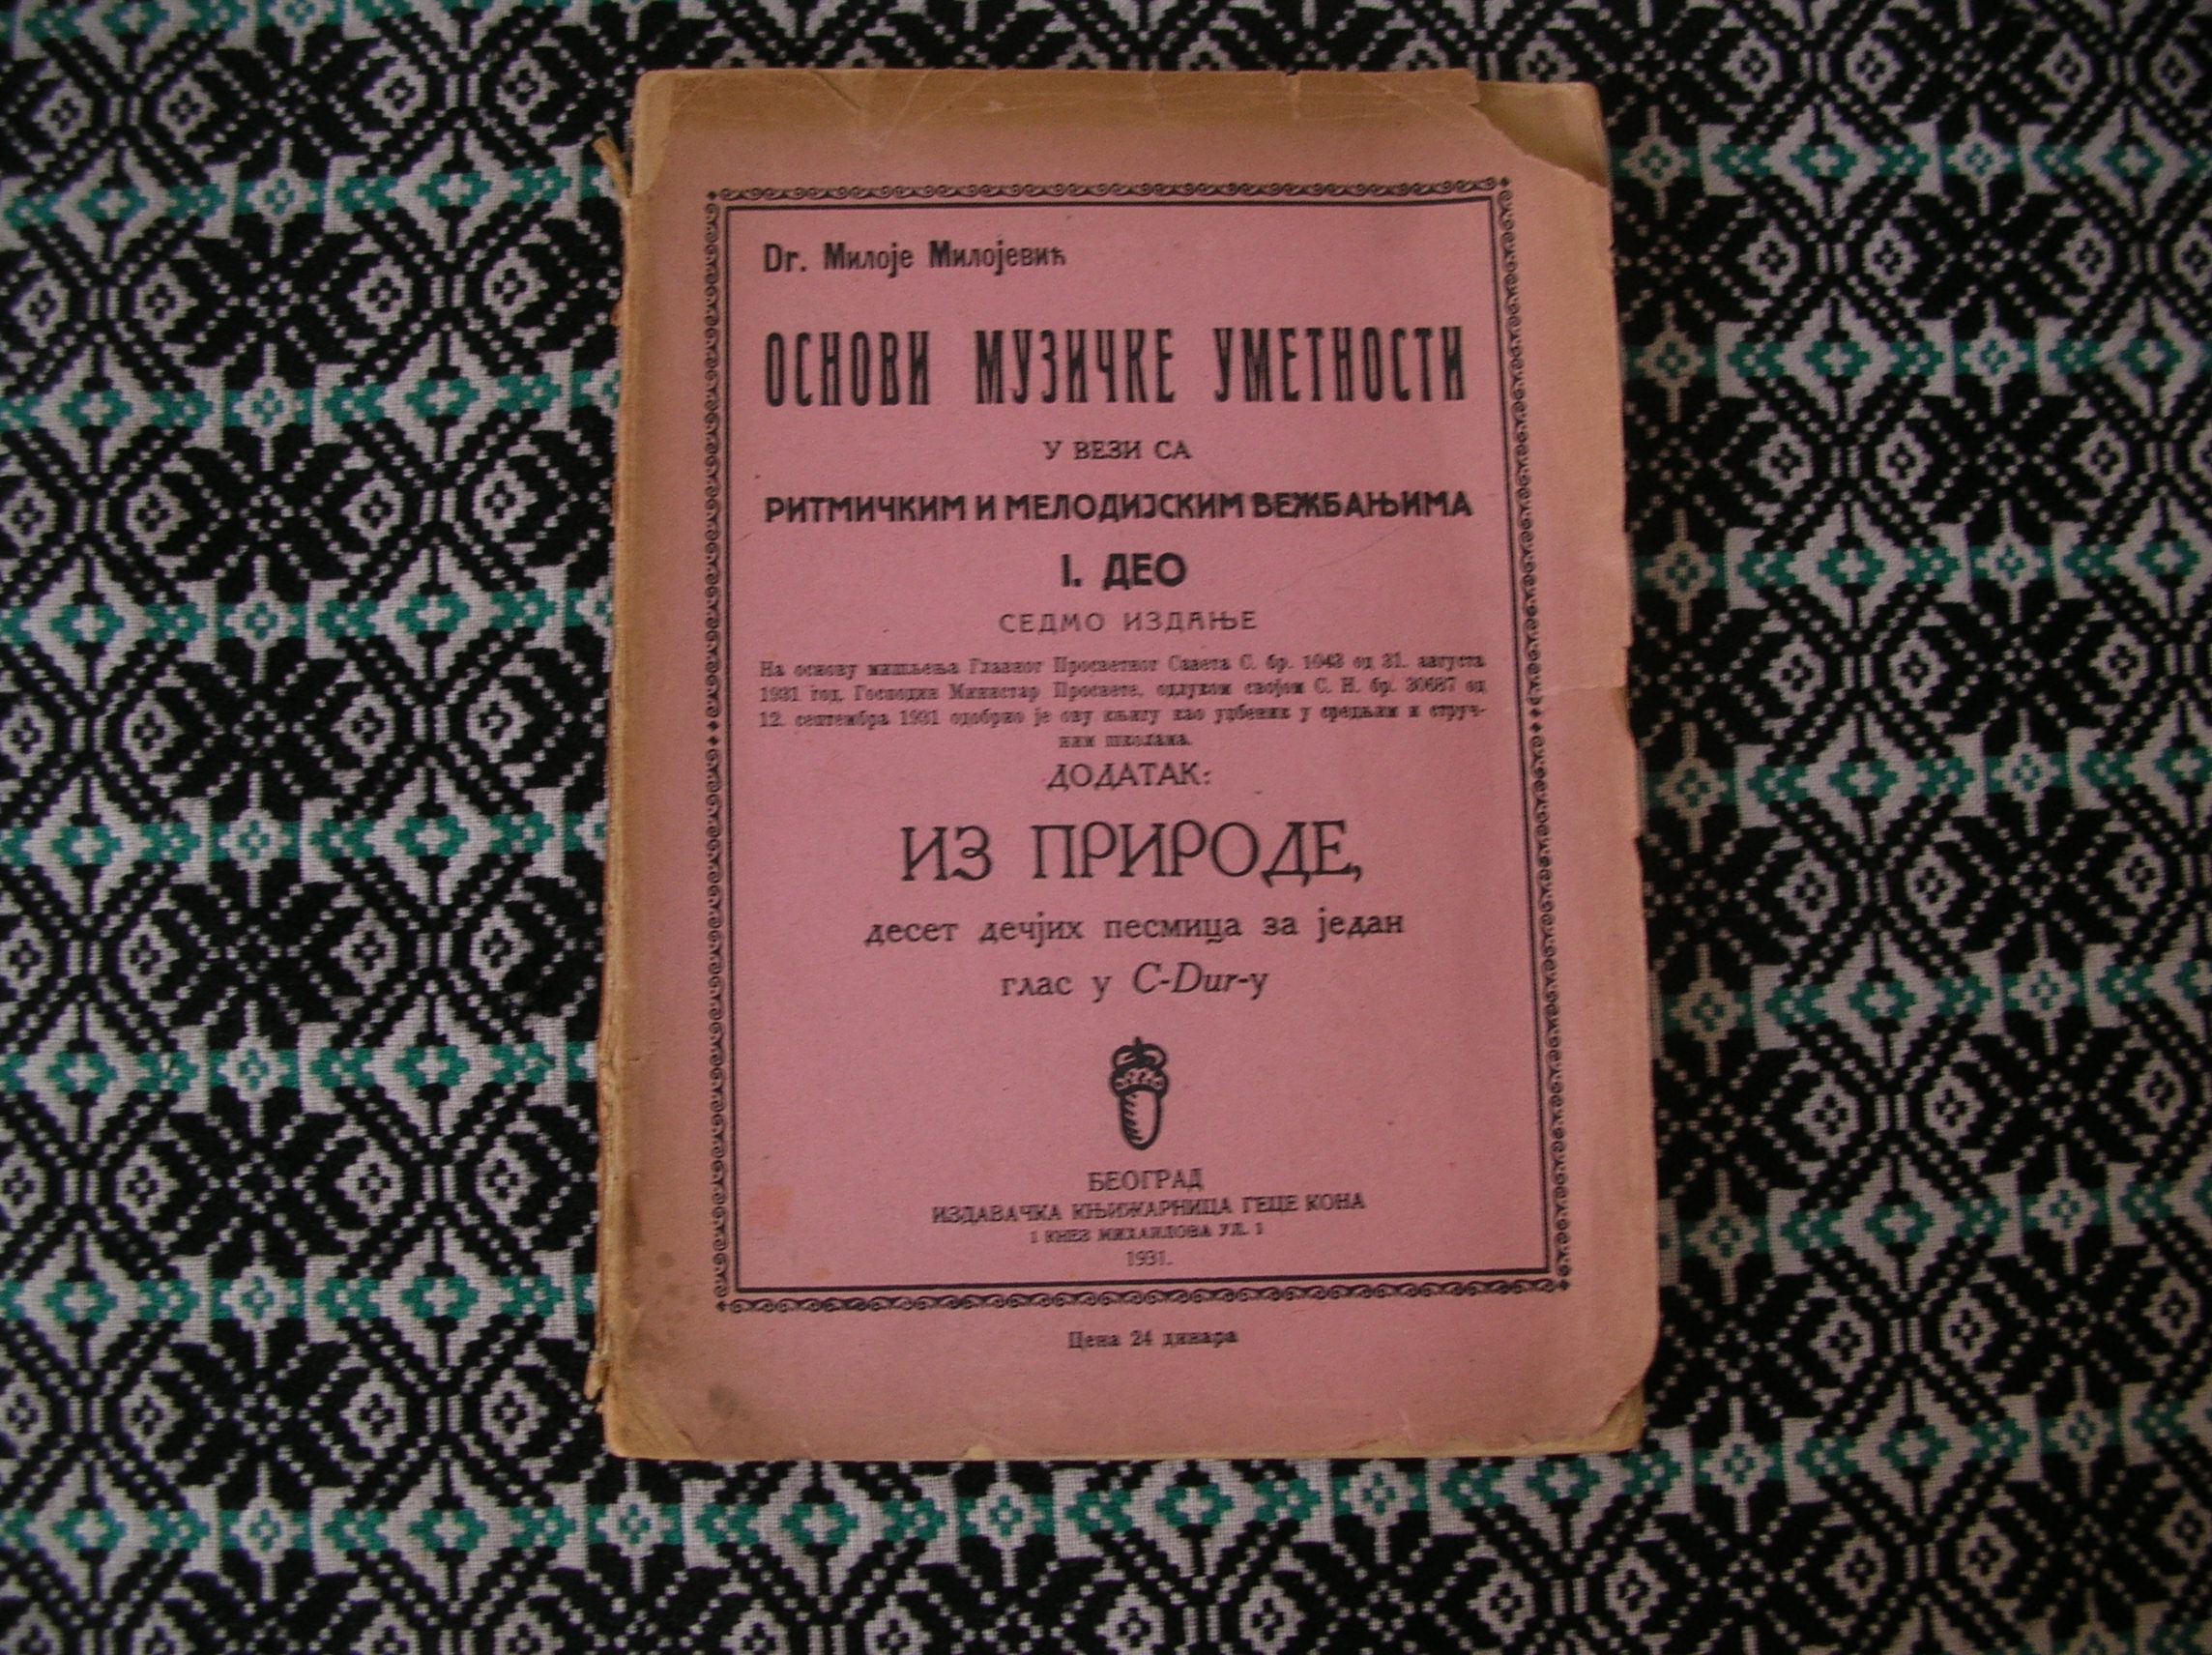 Dr. Милоје Милојевић
ОСНОВИ МУЗИЧКЕ УМЕТНОСТИ
У ВЕЗИ СА
РИТМИЧКИМ И МЕЛОДИЈСКИМ ВЕЖБАЊИМА
I. ДЕО
СЕДМО ИЗДАЊЕ
На основу мишљења Главног Просветног Савета С. бр. 1043 од 31. августа
1931 год. Господин Министар Просвете, одлуком својом С. Н. бр. 30687 од
12. септембра 1931 одобрио је ову књигу као уџбеник у средњим и струч-
ним школама.
ДОДАТАК:
ИЗ ПРИРОДЕ,
десет дечјих песмица за један
глас у C-Dur-у
БЕОГРАД
ИЗДАВАЧКА КЊИЖАРНИЦА ГЕЦЕ КОНА
1 КНЕЗ МИХАИЛОВА УЛ. 1
1931.
Цена 24 динара